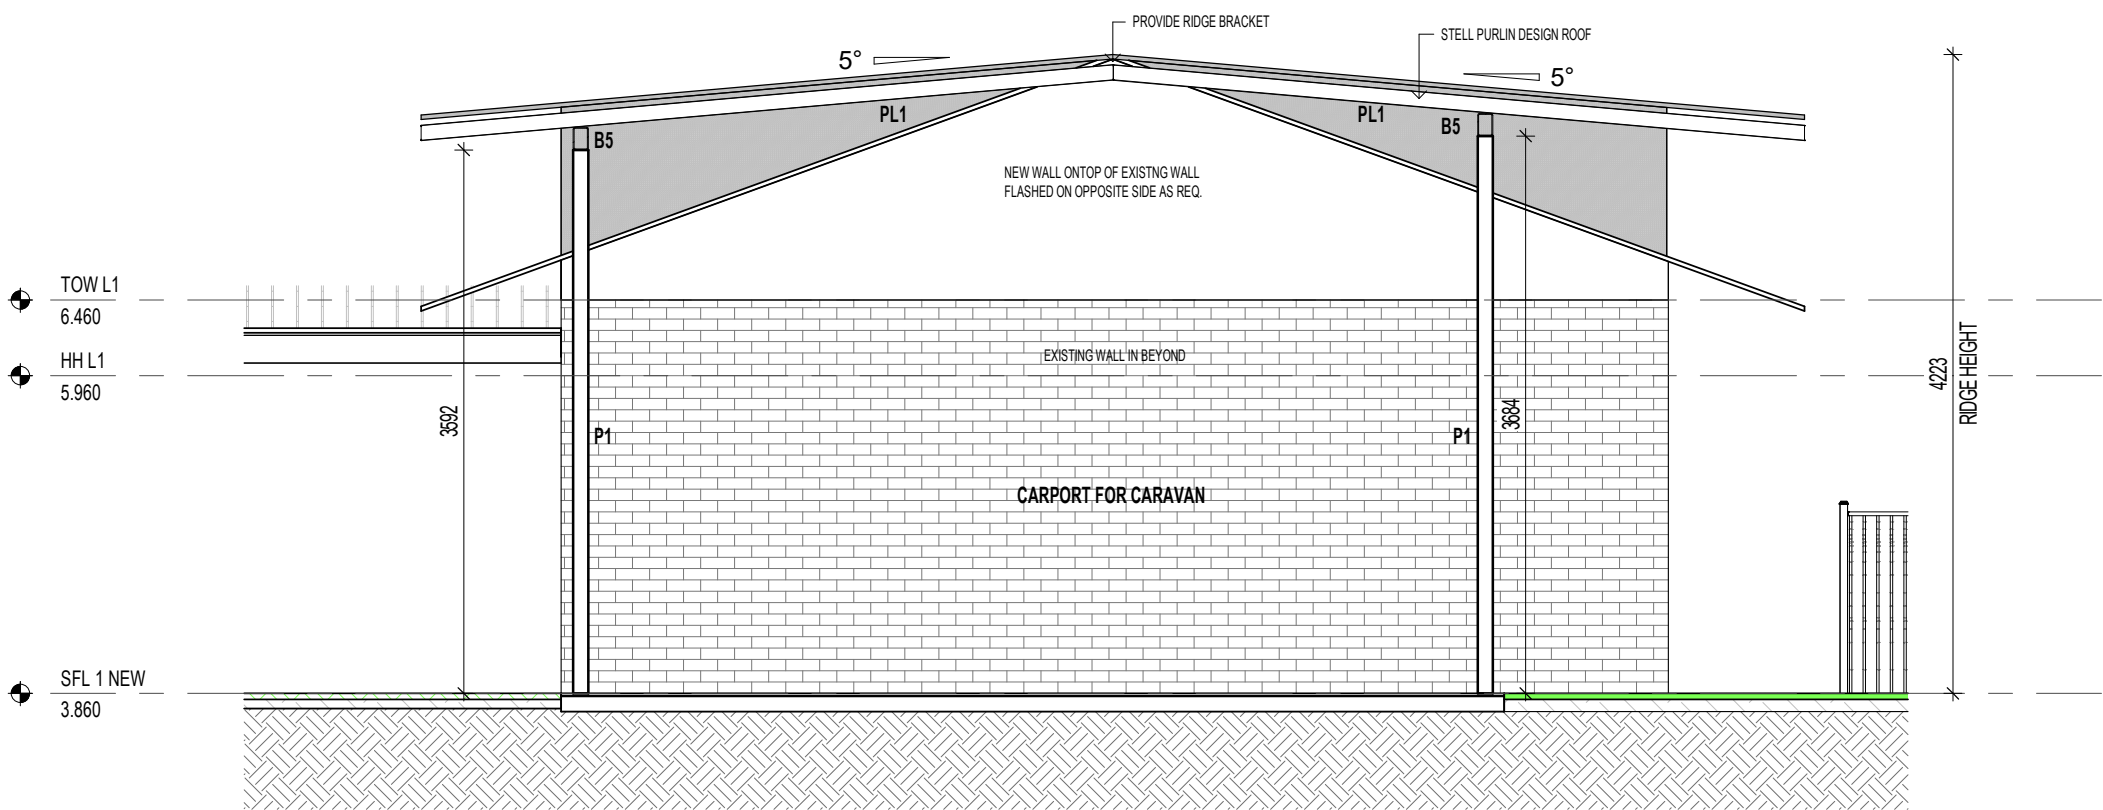 PROVIDE RIDGE BRACKET
STELL PURLIN DESIGN ROOF
5°
5°
PL1
PL1
B5
B5
NEW WALL ONTOP OF EXISTNG WALL
FLASHED ON OPPOSITE SIDE AS REQ.
TOW L1
6.460
EXISTING WALL IN BEYOND
HH L1
5.960
4223
RIDGE HEIGHT
3592
3684
P1
P1
CARPORT FOR CARAVAN
SFL 1 NEW
3.860